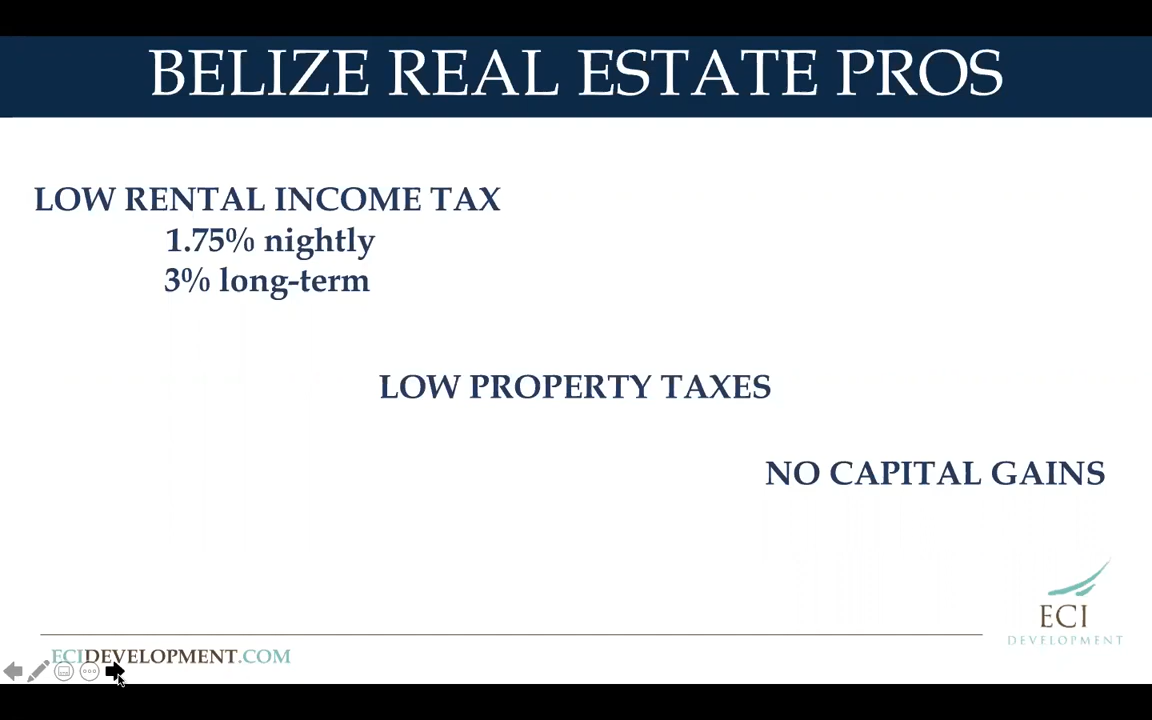 BELIZE REAL ESTATE PROS
LOW RENTAL INCOME TAX
1.75% nightly
3% long-term
LOW PROPERTY TAXES
NO CAPITAL GAINS
ECI
DEVELOPMENT
ECIDEVELOPMENT.COM